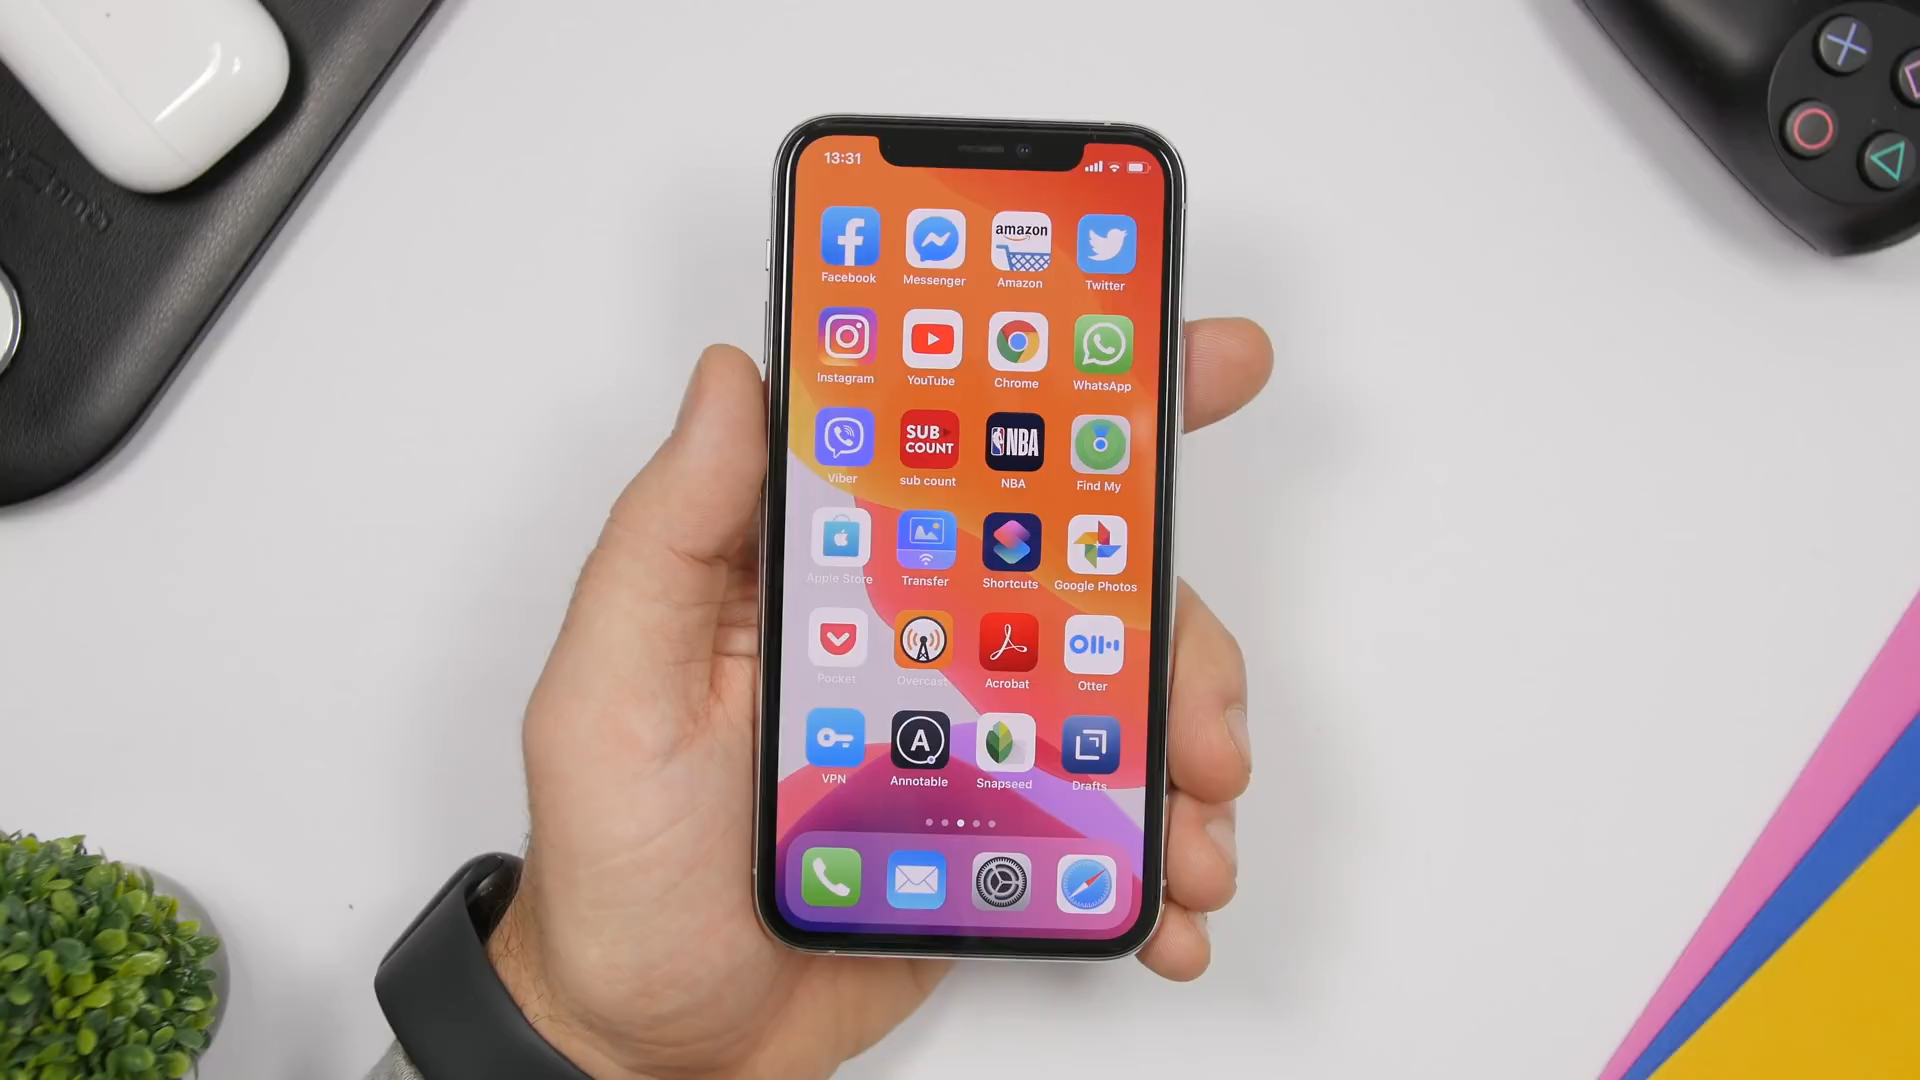 13:31
amazon
Facebook
Messenger
Amazon
Twitter
Instagram
YouTube
Chrome
WhatsApp
SUB
COUNT
NBA
Viber
sub count
NBA
Find My
Apple Store
Transfer
Shortcuts
Google Photos
Pocket
Overcast
Acrobat
Otter
A
VPN
Annotable
Snapseed
Drafts